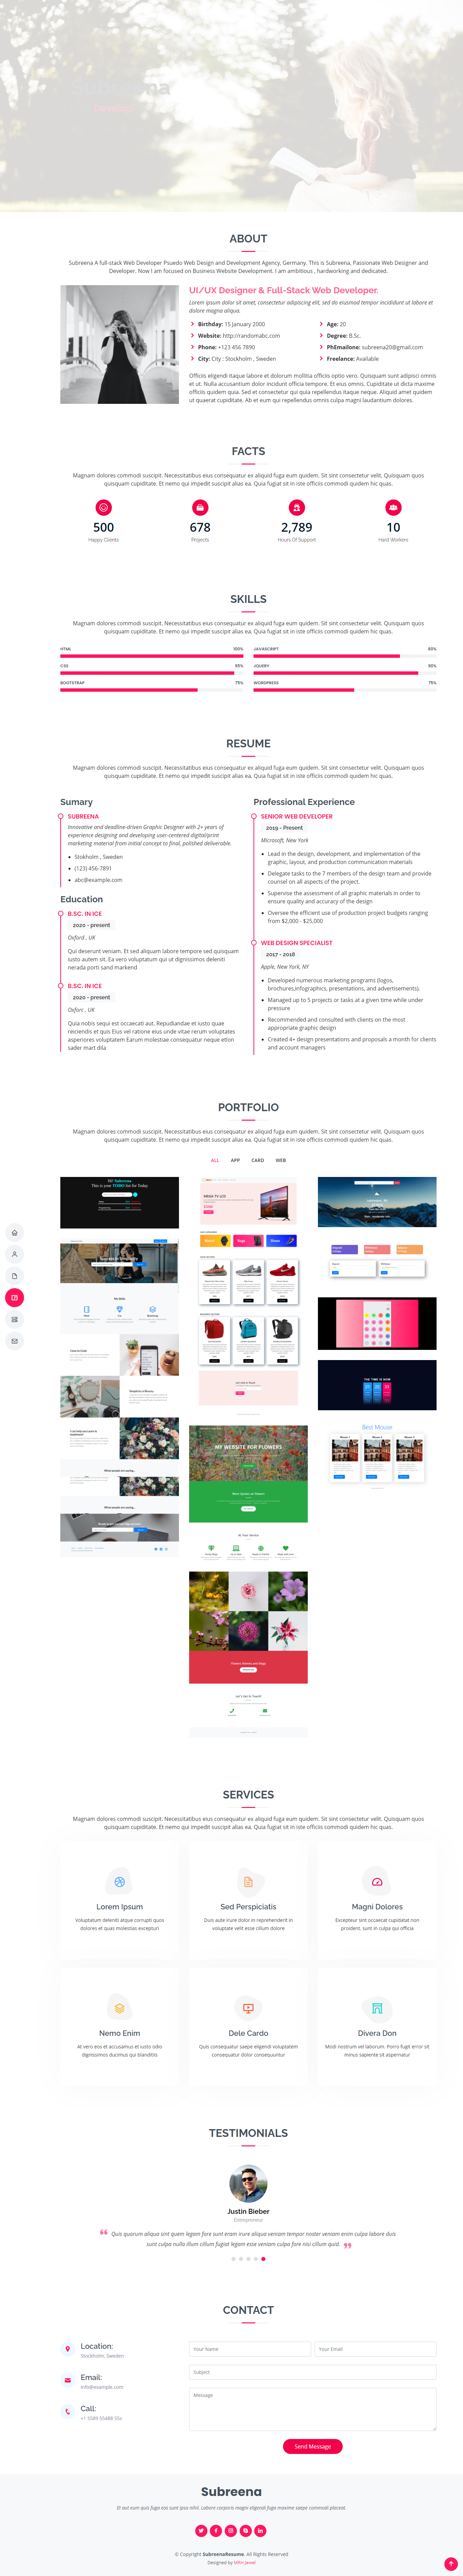 Subreena
ABOUT
Subreena A full-stack Web Developer Psuedo Web Design and Development Agency, Germany. This is Subreena, Passionate Web Designer and
Developer. Now I am focused on Business Website Development. I am ambitious , hardworking and dedicated.
UI/UX Designer & Full-Stack Web Developer.
Lorem ipsum dolor sit amet, consectetur adipiscing elit, sed do eiusmod tempor incididunt ut labore et
dolore magna aliqua.
Birthday: 15 January 2000
Age: 20
Website: http://randomabc.com
Degree: B.Sc.
Phone: +123 456 7890
PhEmailone: subreena20@gmail.com
City: City : Stockholm , Sweden
Freelance: Available
Officiis eligendi itaque labore et dolorum mollitia officiis optio vero. Quisquam sunt adipisci omnis
et ut. Nulla accusantium dolor incidunt officia tempore. Et eius omnis. Cupiditate ut dicta maxime
officiis quidem quia. Sed et consectetur qui quia repellendus itaque neque. Aliquid amet quidem
ut quaerat cupiditate. Ab et eum qui repellendus omnis culpa magni laudantium dolores.
FACTS
Magnam dolores commodi suscipit. Necessitatibus eius consequatur ex aliquid fuga eum quidem. Sit sint consectetur velit. Quisquam quos
quisquam cupiditate. Et nemo qui impedit suscipit alias ea. Quia fugiat sit in iste officiis commodi quidem hic quas.
500
Happy Clients
678
Projects
2,789
Hours Of Support
10
Hard Workers
SKILLS
Magnam dolores commodi suscipit. Necessitatibus eius consequatur ex aliquid fuga eum quidem. Sit sint consectetur velit. Quisquam quos
quisquam cupiditate. Et nemo qui impedit suscipit alias ea. Quia fugiat sit in iste officiis commodi quidem hic quas.
HTML 100%
JAVASCRIPT 80%
CSS 95%
JQUERY 90%
BOOTSTRAP 75%
WORDPRESS 75%
RESUME
Magnam dolores commodi suscipit. Necessitatibus eius consequatur ex aliquid fuga eum quidem. Sit sint consectetur velit. Quisquam quos
quisquam cupiditate. Et nemo qui impedit suscipit alias ea. Quia fugiat sit in iste officiis commodi quidem hic quas.
Sumary
SUBREENA
Innovative and deadline-driven Graphic Designer with 2+ years of
experience designing and developing user-centered digital/print
marketing material from initial concept to final, polished deliverable.
Stokholm , Sweden
(123) 456-7891
abc@example.com
Education
B.SC. IN ICE
2020 - present
Oxford , UK
Qui deserunt veniam. Et sed aliquam labore tempore sed quisquam
iusto autem sit. Ea vero voluptatum qui ut dignissimos deleniti
nerada porti sand markend
B.SC. IN ICE
2020 - present
Oxforc , UK
Quia nobis sequi est occaecati aut. Repudiandae et iusto quae
reiciendis et quis Eius vel ratione eius unde vitae rerum voluptates
asperiores voluptatem Earum molestiae consequatur neque etlon
sader mart dila
Professional Experience
SENIOR WEB DEVELOPER
2019 - Present
Microsoft, New York
Lead in the design, development, and implementation of the
graphic, layout, and production communication materials
Delegate tasks to the 7 members of the design team and provide
counsel on all aspects of the project.
Supervise the assessment of all graphic materials in order to
ensure quality and accuracy of the design
Oversee the efficient use of production project budgets ranging
from $2,000 - $25,000
WEB DESIGN SPECIALIST
2017 - 2018
Apple, New York, NY
Developed numerous marketing programs (logos,
brochures,infographics, presentations, and advertisements).
Managed up to 5 projects or tasks at a given time while under
pressure
Recommended and consulted with clients on the most
appropriate graphic design
Created 4+ design presentations and proposals a month for clients
and account managers
PORTFOLIO
Magnam dolores commodi suscipit. Necessitatibus eius consequatur ex aliquid fuga eum quidem. Sit sint consectetur velit. Quisquam quos
quisquam cupiditate. Et nemo qui impedit suscipit alias ea. Quia fugiat sit in iste officiis commodi quidem hic quas.
ALL APP CARD WEB
MEGA TV LED
MY WEBSITE FOR FLOWERS
THE TIME IS NOW
Best Mouse
SERVICES
Magnam dolores commodi suscipit. Necessitatibus eius consequatur ex aliquid fuga eum quidem. Sit sint consectetur velit. Quisquam quos
quisquam cupiditate. Et nemo qui impedit suscipit alias ea. Quia fugiat sit in iste officiis commodi quidem hic quas.
Lorem Ipsum
Voluptatum deleniti atque corrupti quos
dolores et quas molestias excepturi
Sed Perspiciatis
Duis aute irure dolor in reprehenderit in
voluptate velit esse cillum dolore
Magni Dolores
Excepteur sint occaecat cupidatat non
proident, sunt in culpa qui officia
Nemo Enim
At vero eos et accusamus et iusto odio
dignissimos ducimus qui blanditiis
Dele Cardo
Quis consequatur saepe eligendi voluptatem
consequatur dolor consequuntur
Divera Don
Modi nostrum vel laborum. Porro fugit error sit
minus sapiente sit aspernatur
TESTIMONIALS
Justin Bieber
Entrepreneur
Quis quorum aliqua sint quem legam fore sunt eram irure aliqua veniam tempor noster veniam enim culpa labore duis
sunt culpa nulla illum cillum fugiat legam esse veniam culpa fore nisi cillum quid.
CONTACT
Location:
Stockholm, Sweden
Email:
info@example.com
Call:
+1 5589 55488 55s
Your Name
Your Email
Subject
Message
Send Message
Subreena
Et aut eum quis fuga eos sunt ipsa nihil. Labore corporis magni eligendi fuga maxime saepe commodi placeat.
© Copyright SubreenaResume. All Rights Reserved
Designed by MRH Jewel